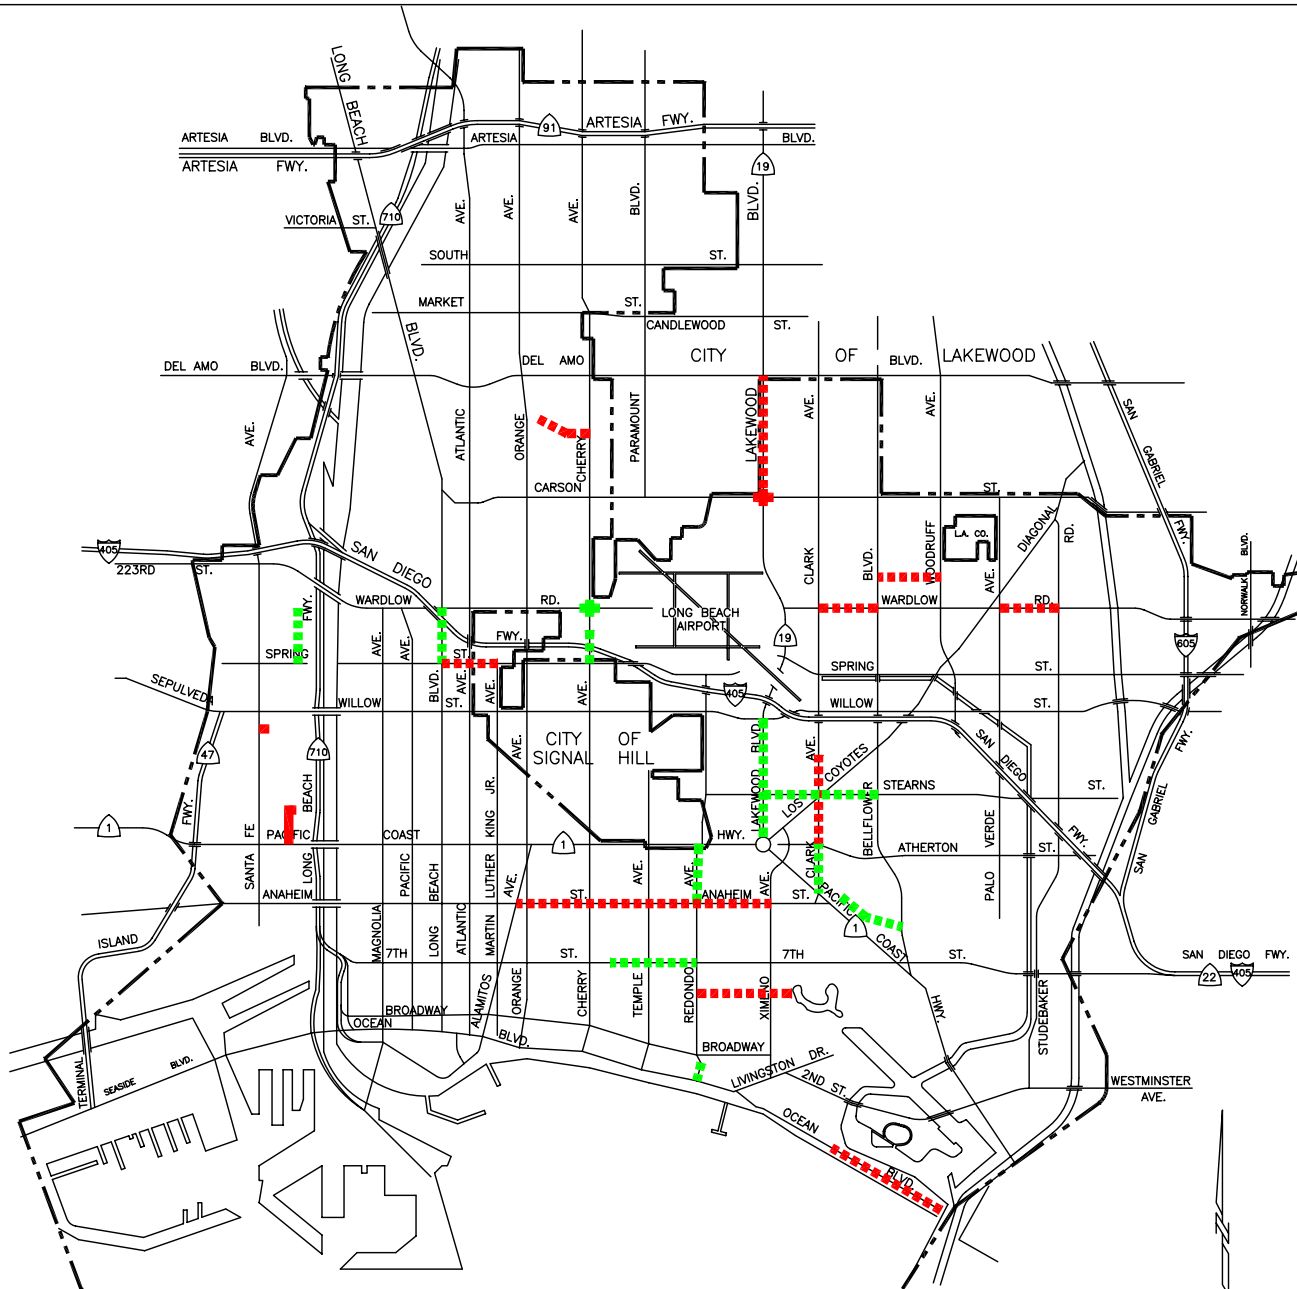 LONG BEACH BLVD.
ARTESIA BLVD.
ARTESIA FWY.
91
ARTESIA FWY.
ARTESIA BLVD.
19
VICTORIA ST.
710
AVE.
AVE.
AVE.
BLVD.
BLVD.
SOUTH ST.
MARKET ST.
CANDLEWOOD ST.
DEL AMO BLVD.
DEL AMO BLVD.
CITY OF LAKEWOOD
AVE.
ATLANTIC
ORANGE
CHERRY
PARAMOUNT
LAKEWOOD
AVE.
AVE.
SAN GABRIEL FWY.
CARSON ST.
405
223RD ST.
SAN DIEGO FWY.
L.A. CO.
DIAGONAL
RD.
CLARK
BLVD.
WOODRUFF
AVE.
NORWALK BLVD.
FWY.
WARDLOW RD.
LONG BEACH
AIRPORT
19
WARDLOW RD.
605
AVE.
AVE.
SPRING ST.
SPRING ST.
BLVD.
AVE.
AVE.
AVE.
405
SEPULVEDA
WILLOW ST.
WILLOW ST.
47
710
CITY OF
SIGNAL HILL
AVE.
BLVD.
AVE.
LOS COYOTES
SAN DIEGO FWY.
STEARNS ST.
FWY.
BEACH
LAKEWOOD
BELLFLOWER
1
PACIFIC COAST HWY.
1
ATHERTON ST.
SAN GABRIEL FWY.
SANTA FE
LONG
PACIFIC
BEACH
LUTHER KING JR.
AVE.
AVE.
AVE.
AVE.
CLARK
PALO VERDE
ANAHEIM ST.
ANAHEIM ST.
PACIFIC COAST HWY.
1
ISLAND
MAGNOLIA
LONG
ATLANTIC
MARTIN
7TH ST.
7TH ST.
SAN DIEGO FWY.
22
405
ALAMITOS
ORANGE
CHERRY
TEMPLE
REDONDO
XIMENO
STUDEBAKER
BROADWAY
OCEAN BLVD.
BROADWAY
TERMINAL
SEASIDE BLVD.
LIVINGSTON DR.
2ND ST.
WESTMINSTER
AVE.
OCEAN BLVD.